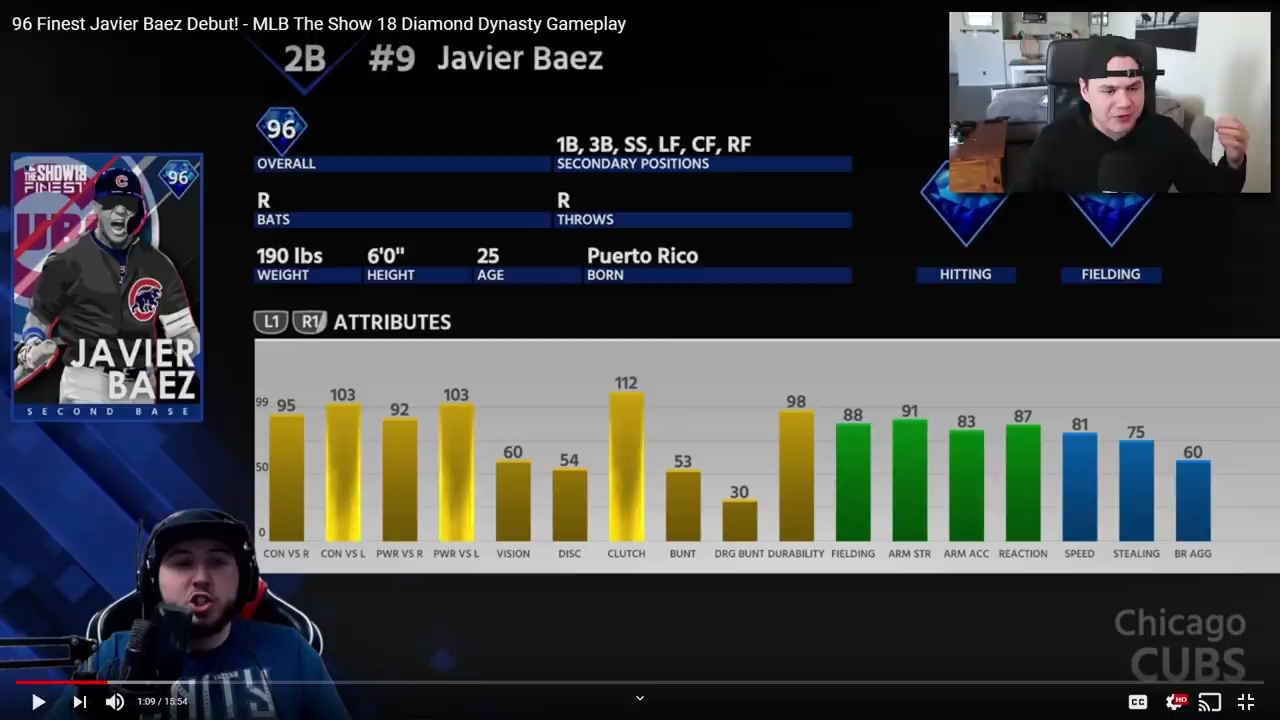 96 Finest Javier Baez Debut! - MLB The Show 18 Diamond Dynasty Gameplay
2B #9 Javier Baez
96
OVERALL
1B, 3B, SS, LF, CF, RF
SECONDARY POSITIONS
R
BATS
R
THROWS
190 lbs 6'0" 25 Puerto Rico
WEIGHT HEIGHT AGE BORN
HITTING FIELDING
THE SHOW18
FINEST
96
C
UB
JAVIER
BAEZ
SECOND BASE
L1 R1 ATTRIBUTES
99
50
0
95 103 92 103 60 54 112 53 30 98 88 91 83 87 81 75 60
CON VS R CON VS L PWR VS R PWR VS L VISION DISC CLUTCH BUNT DRG BUNT DURABILITY FIELDING ARM STR ARM ACC REACTION SPEED STEALING BR AGG
Chicago
CUBS
1:09 / 15:54
CC HD